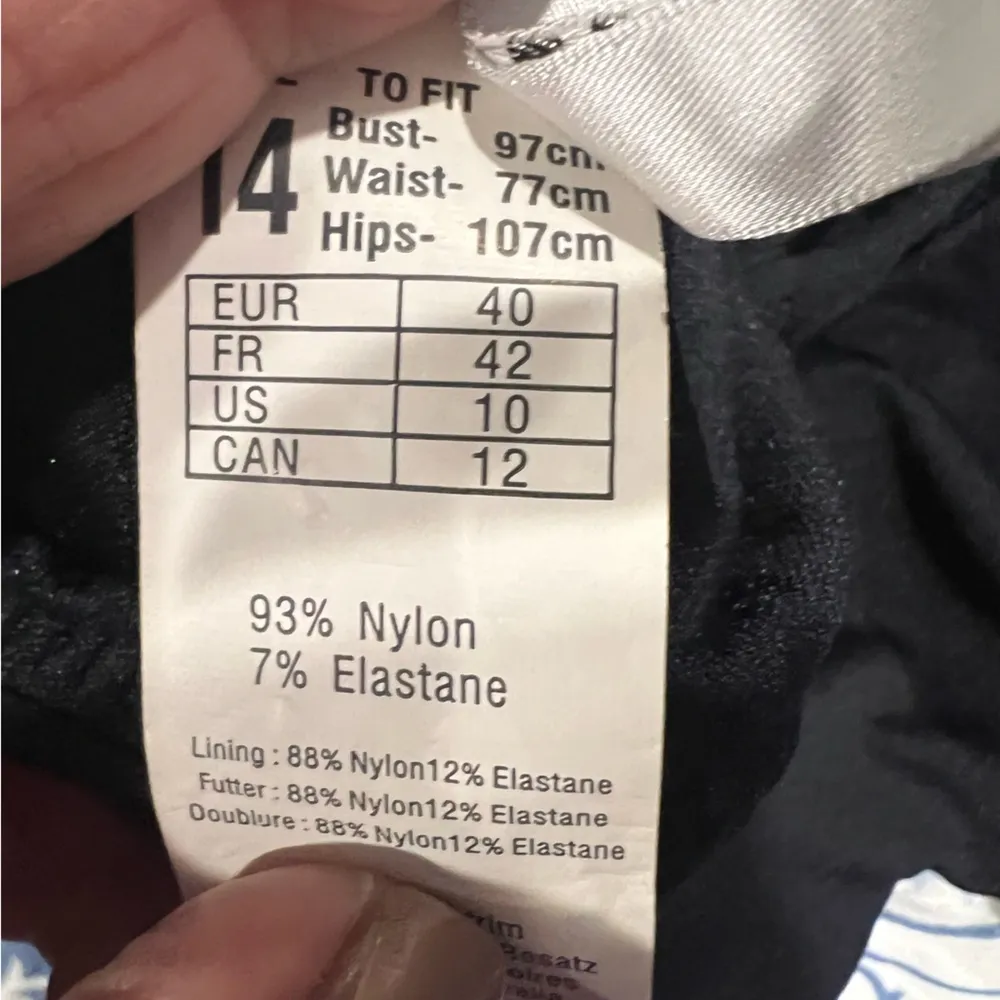 TO FIT
14
Bust- 97cm.
Waist- 77cm
Hips- 107cm
EUR 40
FR 42
US 10
CAN 12
93% Nylon
7% Elastane
Lining : 88% Nylon12% Elastane
Futter : 88% Nylon12% Elastane
Doublure : 88% Nylon12% Elastane
Besatz